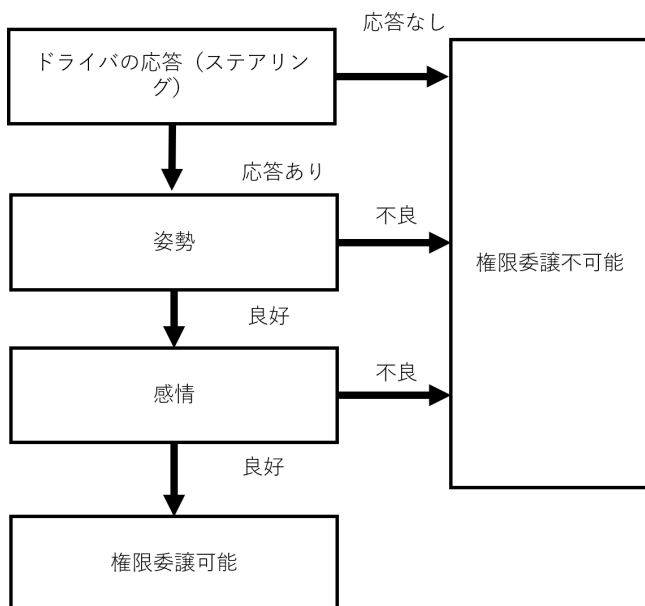 応答なし
ドライバの応答（ステアリン
グ）
応答あり
姿勢
不良
権限委譲不可能
良好
感情
不良
良好
権限委譲可能